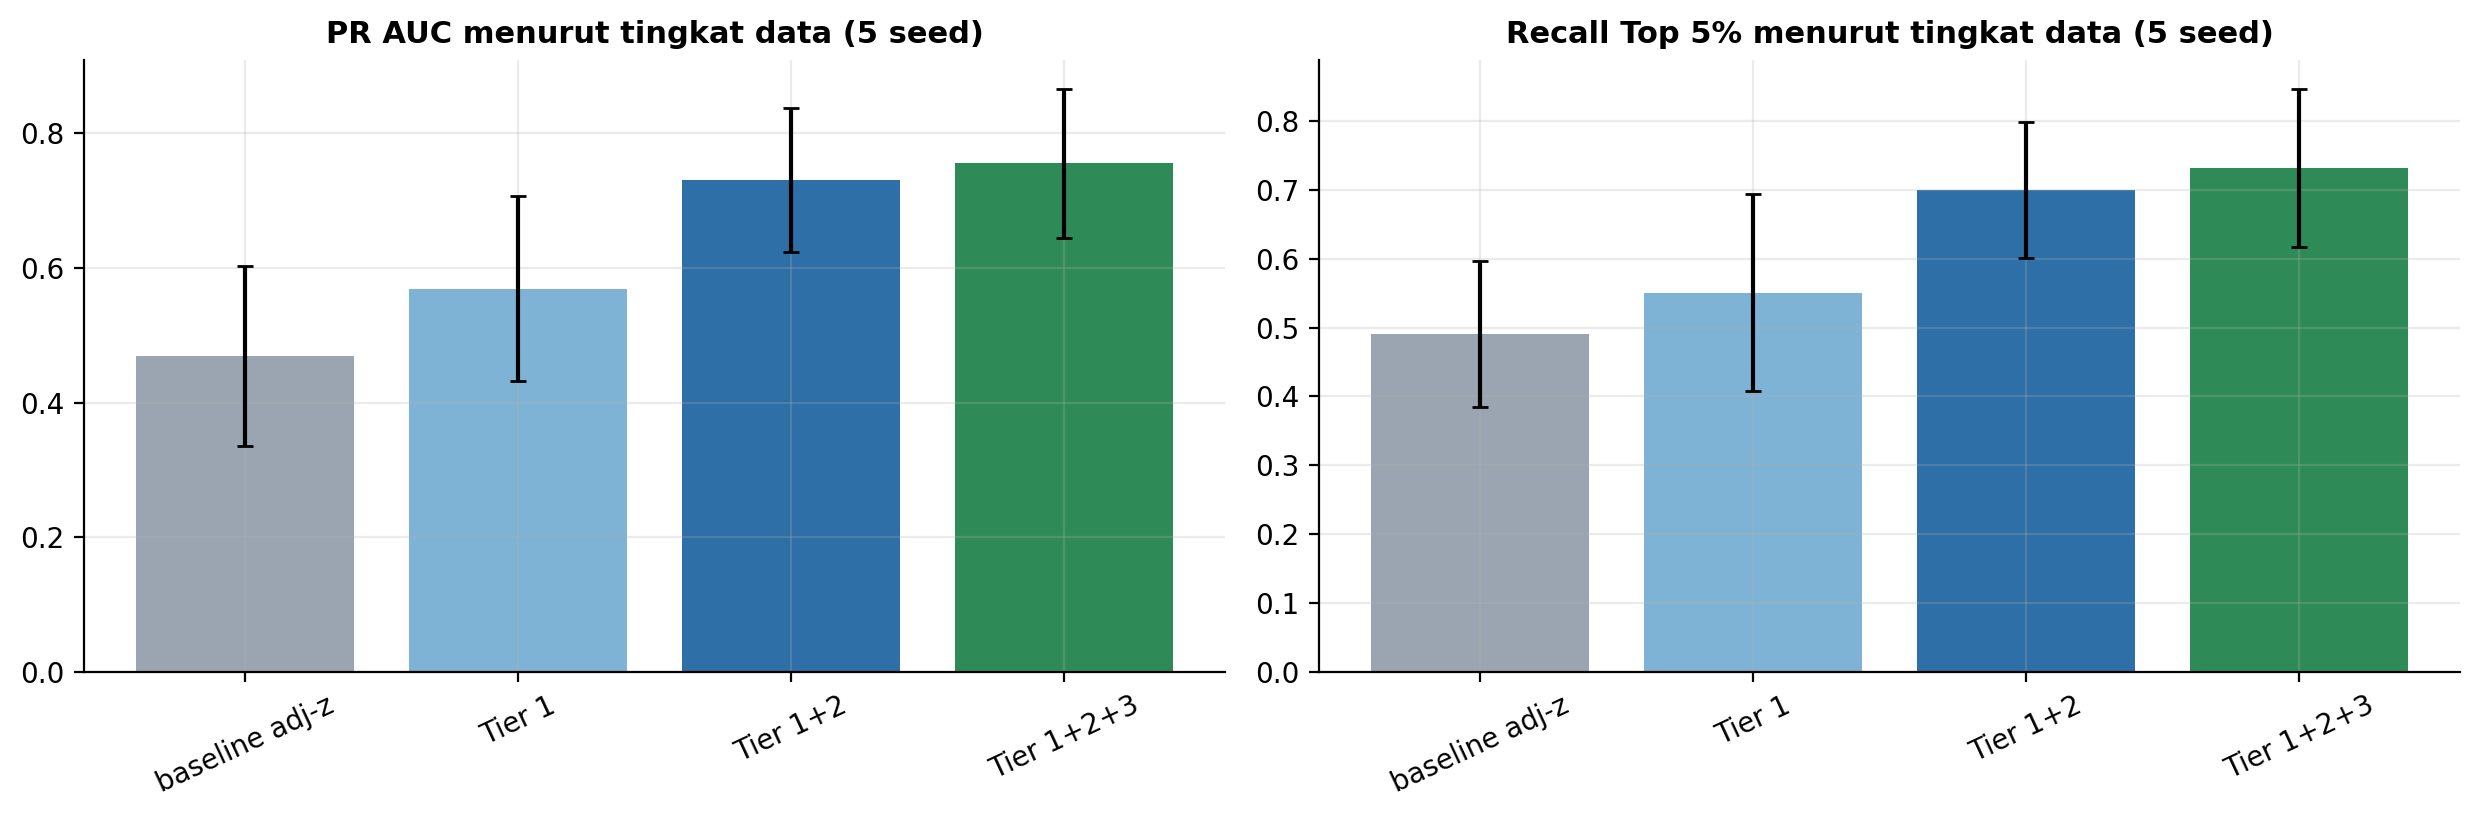 PR AUC menurut tingkat data (5 seed)
0.8
0.6
0.4
0.2
0.0
baseline adj-z
Tier 1
Tier 1+2
Tier 1+2+3
Recall Top 5% menurut tingkat data (5 seed)
0.8
0.7
0.6
0.5
0.4
0.3
0.2
0.1
0.0
baseline adj-z
Tier 1
Tier 1+2
Tier 1+2+3